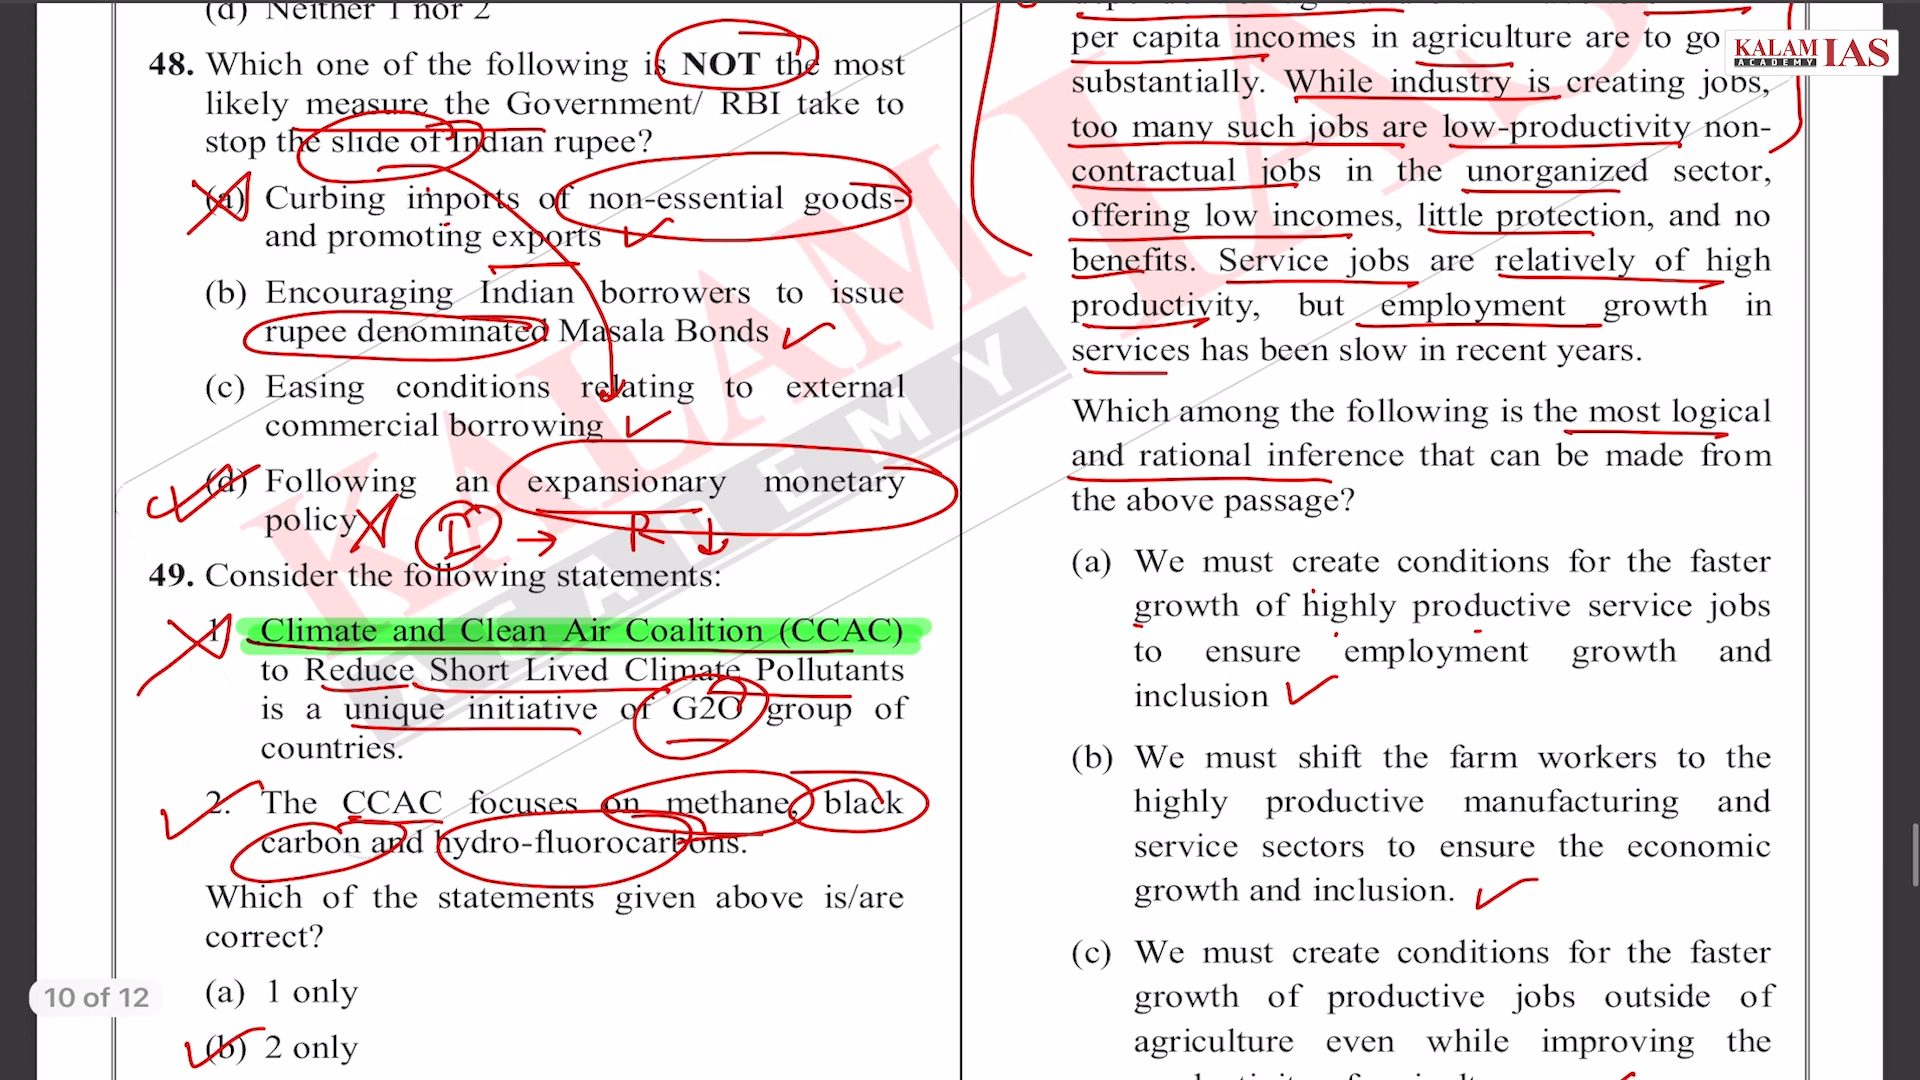 (d) Neither 1 nor 2
48. Which one of the following is NOT the most
likely measure the Government/ RBI take to
stop the slide of Indian rupee?
(a) Curbing imports of non-essential goods-
and promoting exports
(b) Encouraging Indian borrowers to issue
rupee denominated Masala Bonds
(c) Easing conditions relating to external
commercial borrowing
(d) Following an expansionary monetary
policy
I → R ↓
49. Consider the following statements:
1. Climate and Clean Air Coalition (CCAC)
to Reduce Short Lived Climate Pollutants
is a unique initiative of G2O group of
countries.
2. The CCAC focuses on methane, black
carbon and hydro-fluorocarbons.
Which of the statements given above is/are
correct?
(a) 1 only
(b) 2 only
10 of 12
per capita incomes in agriculture are to go
substantially. While industry is creating jobs,
too many such jobs are low-productivity non-
contractual jobs in the unorganized sector,
offering low incomes, little protection, and no
benefits. Service jobs are relatively of high
productivity, but employment growth in
services has been slow in recent years.
Which among the following is the most logical
and rational inference that can be made from
the above passage?
(a) We must create conditions for the faster
growth of highly productive service jobs
to ensure employment growth and
inclusion
(b) We must shift the farm workers to the
highly productive manufacturing and
service sectors to ensure the economic
growth and inclusion.
(c) We must create conditions for the faster
growth of productive jobs outside of
agriculture even while improving the
KALAM IAS
ACADEMY
KALAM IAS
ACADEMY